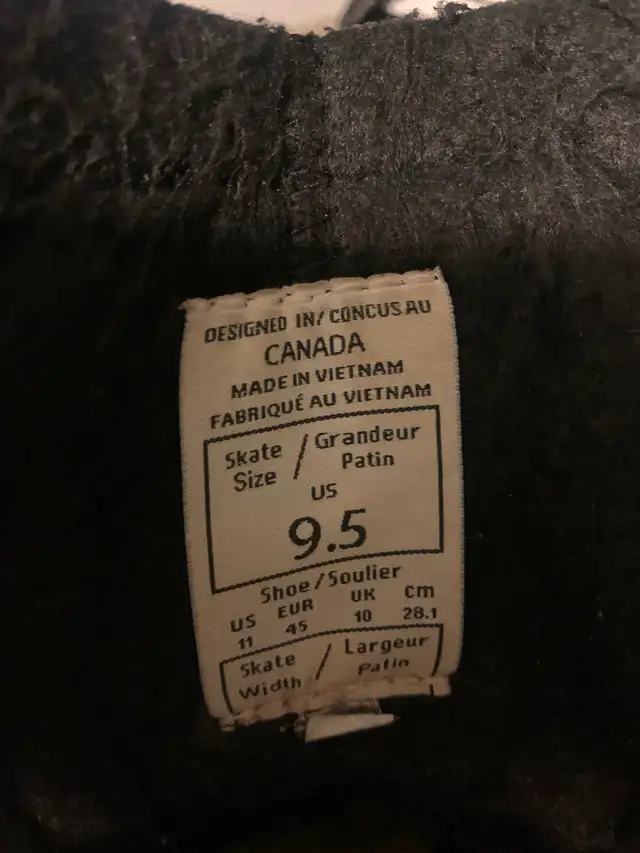 DESIGNED IN/ CONCUS AU
CANADA
MADE IN VIETNAM
FABRIQUÉ AU VIETNAM
Skate Size / Grandeur Patin
US
9.5
Shoe/Soulier
US EUR UK cm
11 45 10 28.1
Skate Width / Largeur Patin